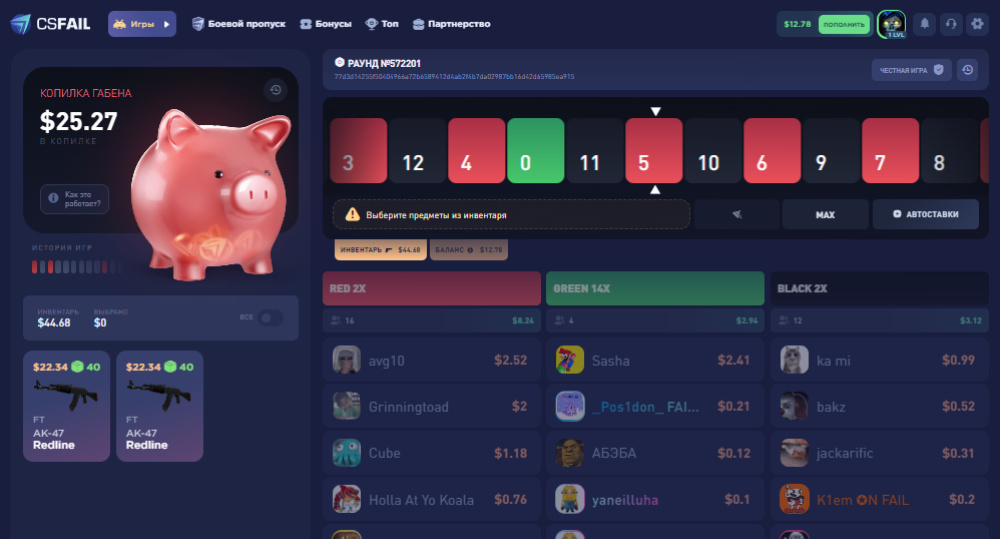 CSFAIL
Игры
Боевой пропуск
Бонусы
Топ
Партнерство
$12.78
ПОПОЛНИТЬ
1 LVL
КОПИЛКА ГАБЕНА
$25.27
В КОПИЛКЕ
Как это
работает?
ИСТОРИЯ ИГР
ИНВЕНТАРЬ
$44.68
ВЫБРАНО
$0
ВСЕ
$22.34 40
FT
AK-47
Redline
$22.34 40
FT
AK-47
Redline
РАУНД №572201
ЧЕСТНАЯ ИГРА
3 12 4 0 11 5 10 6 9 7 8
Выберите предметы из инвентаря
MAX
АВТОСТАВКИ
ИНВЕНТАРЬ $44.68
БАЛАНС $12.78
RED 2X
16 $8.24
avg10 $2.52
Grinningtoad $2
Cube $1.18
Holla At Yo Koala $0.76
GREEN 14X
4 $2.94
Sasha $2.41
_Pos1don_ FAI... $0.21
АБЭБА $0.12
yaneilluha $0.1
BLACK 2X
12 $3.12
ka mi $0.99
bakz $0.52
jackarific $0.31
K1em ✪N FAIL $0.2